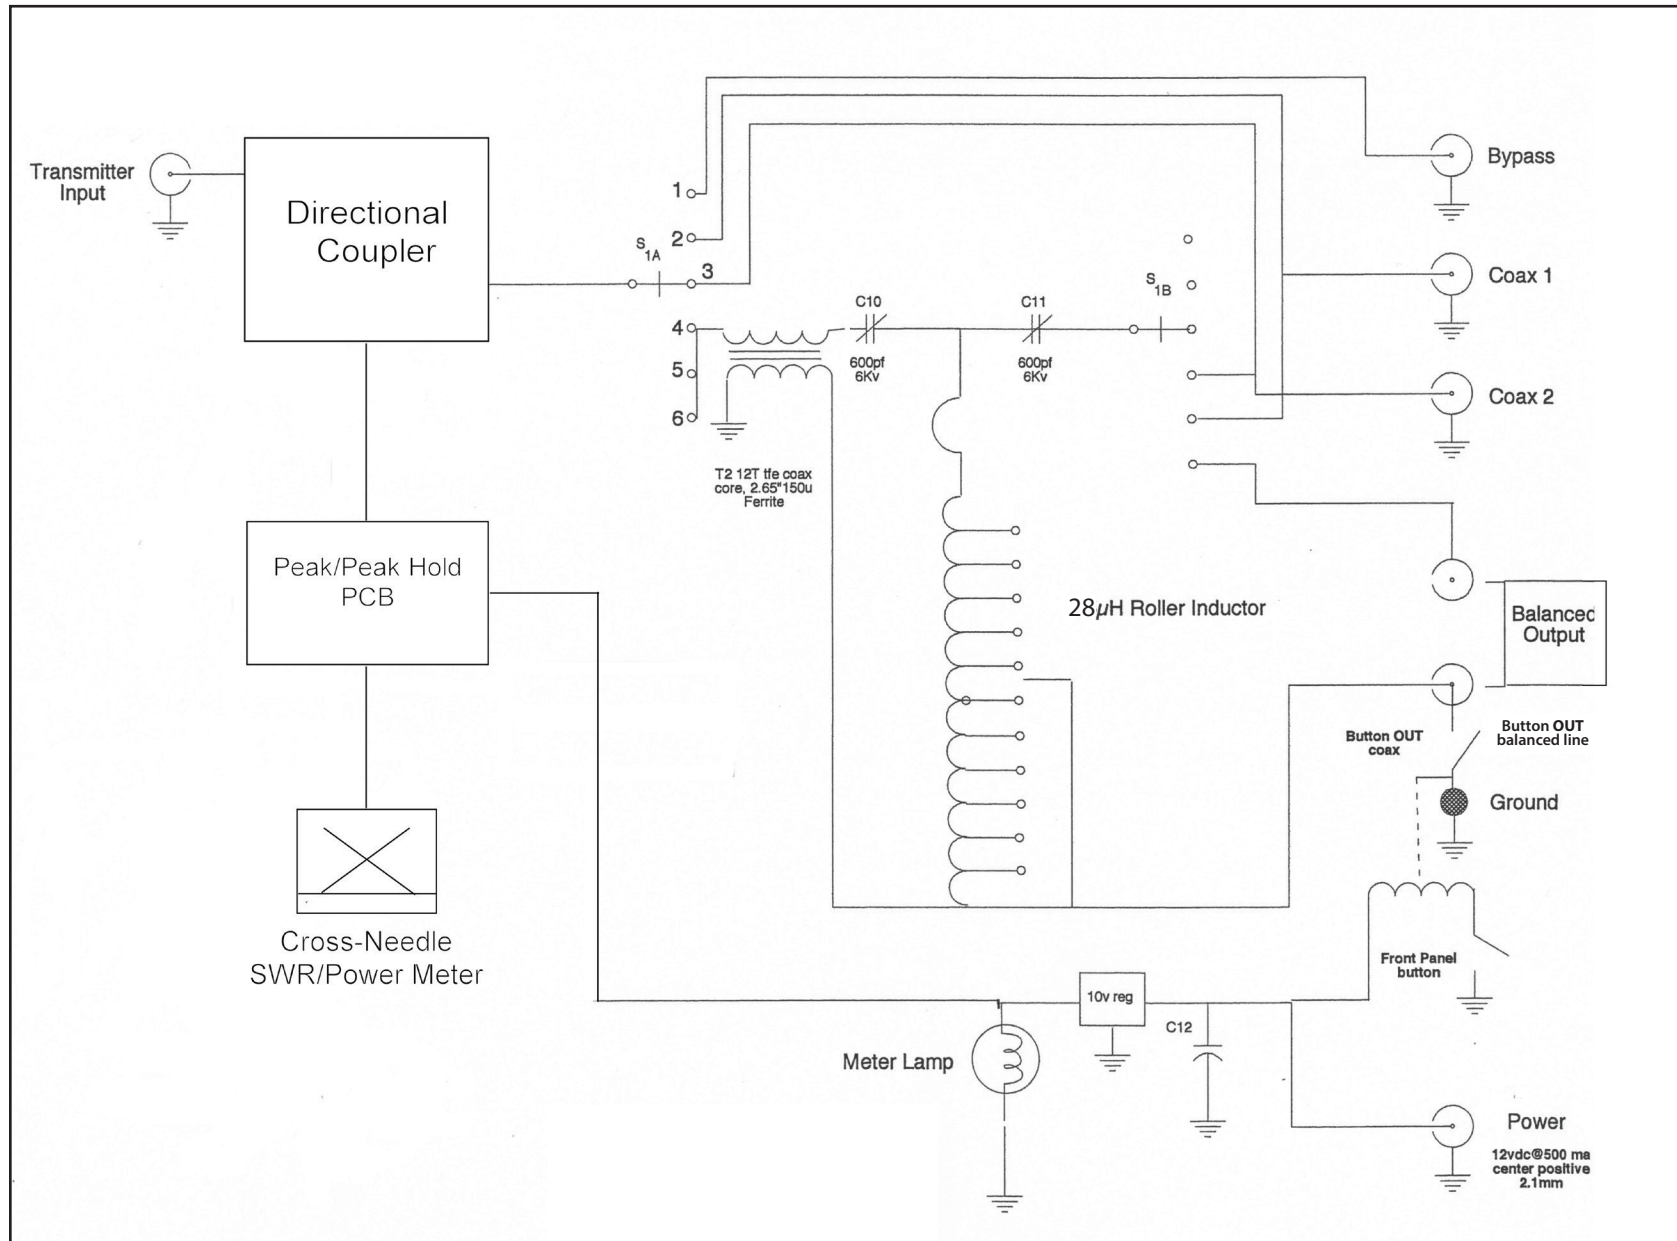 Transmitter
Input
Directional
Coupler
Bypass
Coax 1
Coax 2
1
2
3
4
5
6
S
1A
S
1B
C10
600pf
6Kv
C11
600pf
6Kv
T2 12T tfe coax
core, 2.65"150u
Ferrite
Peak/Peak Hold
PCB
28µH Roller Inductor
Balanced
Output
Button OUT
coax
Button OUT
balanced line
Ground
Cross-Needle
SWR/Power Meter
Front Panel
button
10v reg
C12
Meter Lamp
Power
12vdc@500 ma
center positive
2.1mm